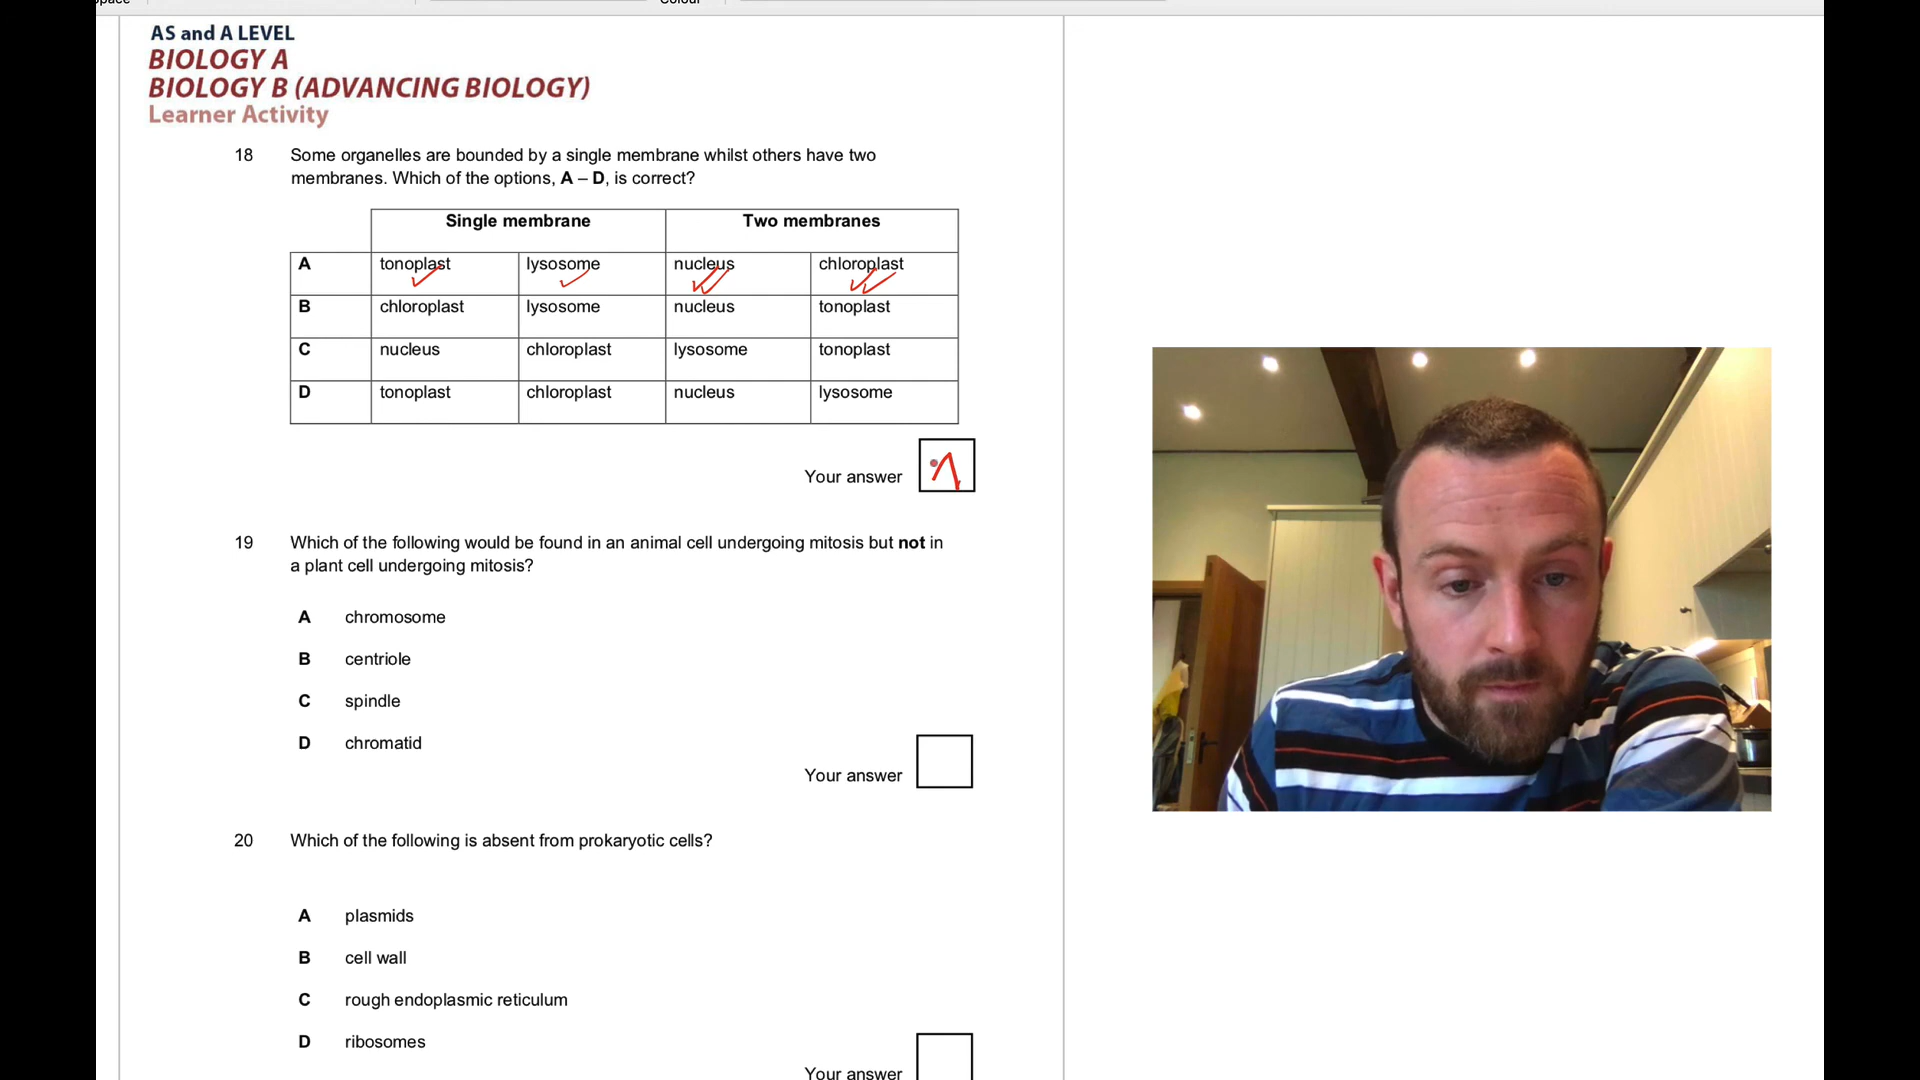 Colour
AS and A LEVEL
BIOLOGY A
BIOLOGY B (ADVANCING BIOLOGY)
Learner Activity
18 Some organelles are bounded by a single membrane whilst others have two
membranes. Which of the options, A – D, is correct?
Single membrane Two membranes
A tonoplast lysosome nucleus chloroplast
B chloroplast lysosome nucleus tonoplast
C nucleus chloroplast lysosome tonoplast
D tonoplast chloroplast nucleus lysosome
Your answer
19 Which of the following would be found in an animal cell undergoing mitosis but not in
a plant cell undergoing mitosis?
A chromosome
B centriole
C spindle
D chromatid
Your answer
20 Which of the following is absent from prokaryotic cells?
A plasmids
B cell wall
C rough endoplasmic reticulum
D ribosomes
Your answer